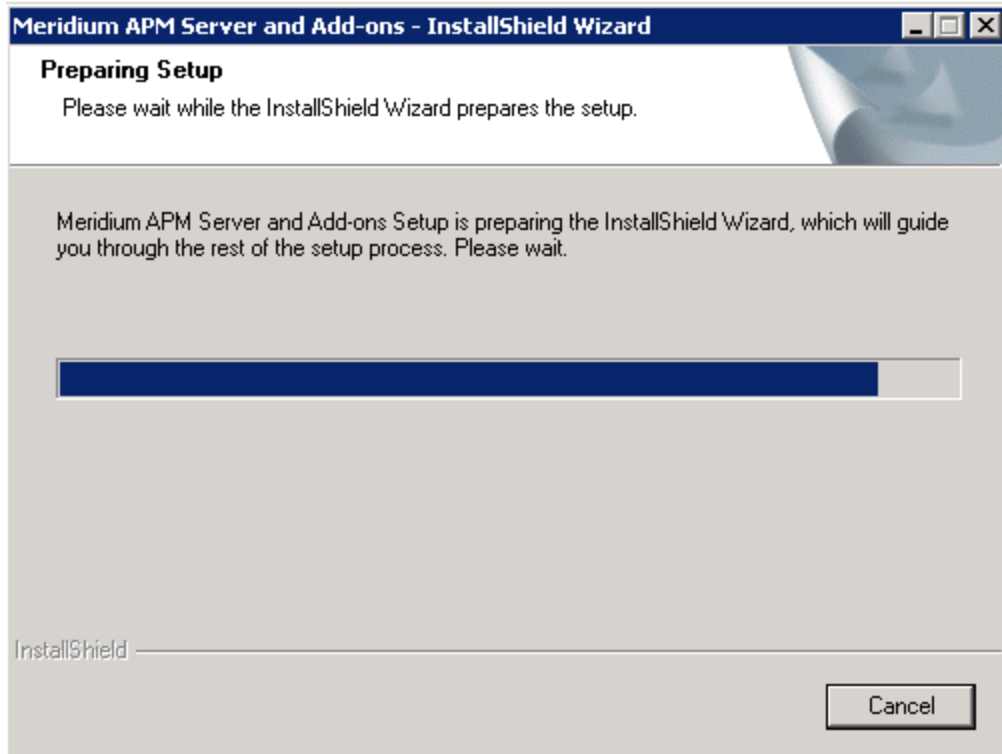 Meridium APM Server and Add-ons - InstallShield Wizard
Preparing Setup
Please wait while the InstallShield Wizard prepares the setup.
Meridium APM Server and Add-ons Setup is preparing the InstallShield Wizard, which will guide
you through the rest of the setup process. Please wait.
InstallShield
Cancel